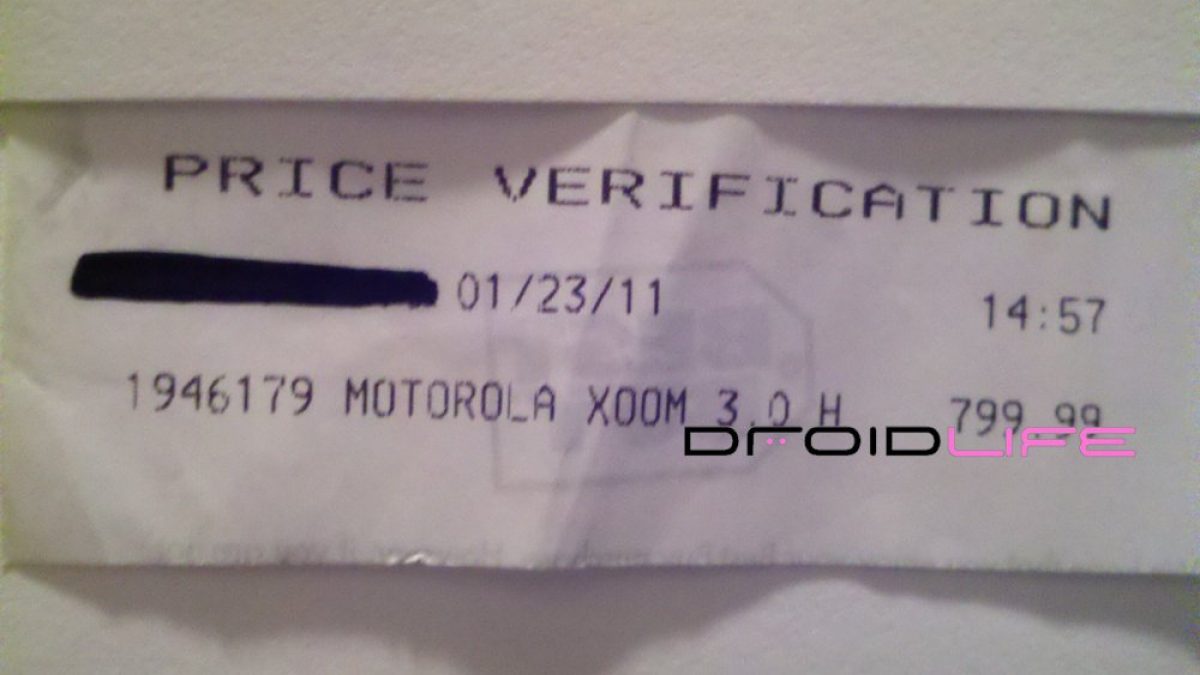 PRICE VERIFICATION
01/23/11 14:57
1946179 MOTOROLA XOOM 3.0 H 799.99
DROIDLIFE